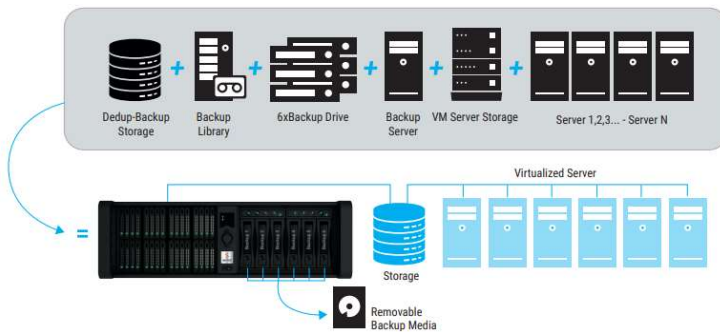 Dedup-Backup
Storage
Backup
Library
6xBackup Drive
Backup
Server
VM Server Storage
Server 1,2,3... - Server N
Virtualized Server
Storage
Removable
Backup Media